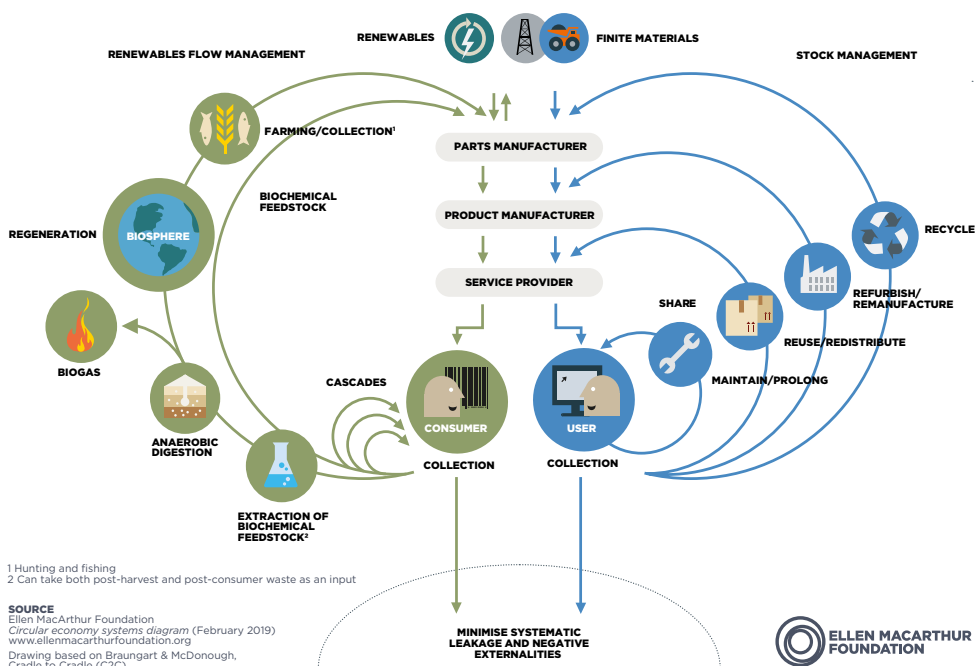 RENEWABLES
FINITE MATERIALS
RENEWABLES FLOW MANAGEMENT
STOCK MANAGEMENT
FARMING/COLLECTION¹
PARTS MANUFACTURER
BIOCHEMICAL
FEEDSTOCK
PRODUCT MANUFACTURER
REGENERATION
BIOSPHERE
RECYCLE
SERVICE PROVIDER
SHARE
REFURBISH/
REMANUFACTURE
REUSE/REDISTRIBUTE
BIOGAS
CASCADES
MAINTAIN/PROLONG
CONSUMER
USER
ANAEROBIC
DIGESTION
COLLECTION
COLLECTION
EXTRACTION OF
BIOCHEMICAL
FEEDSTOCK²
1 Hunting and fishing
2 Can take both post-harvest and post-consumer waste as an input
SOURCE
Ellen MacArthur Foundation
Circular economy systems diagram (February 2019)
www.ellenmacarthurfoundation.org
Drawing based on Braungart & McDonough,
Cradle to Cradle (C2C)
MINIMISE SYSTEMATIC
LEAKAGE AND NEGATIVE
EXTERNALITIES
ELLEN MACARTHUR
FOUNDATION